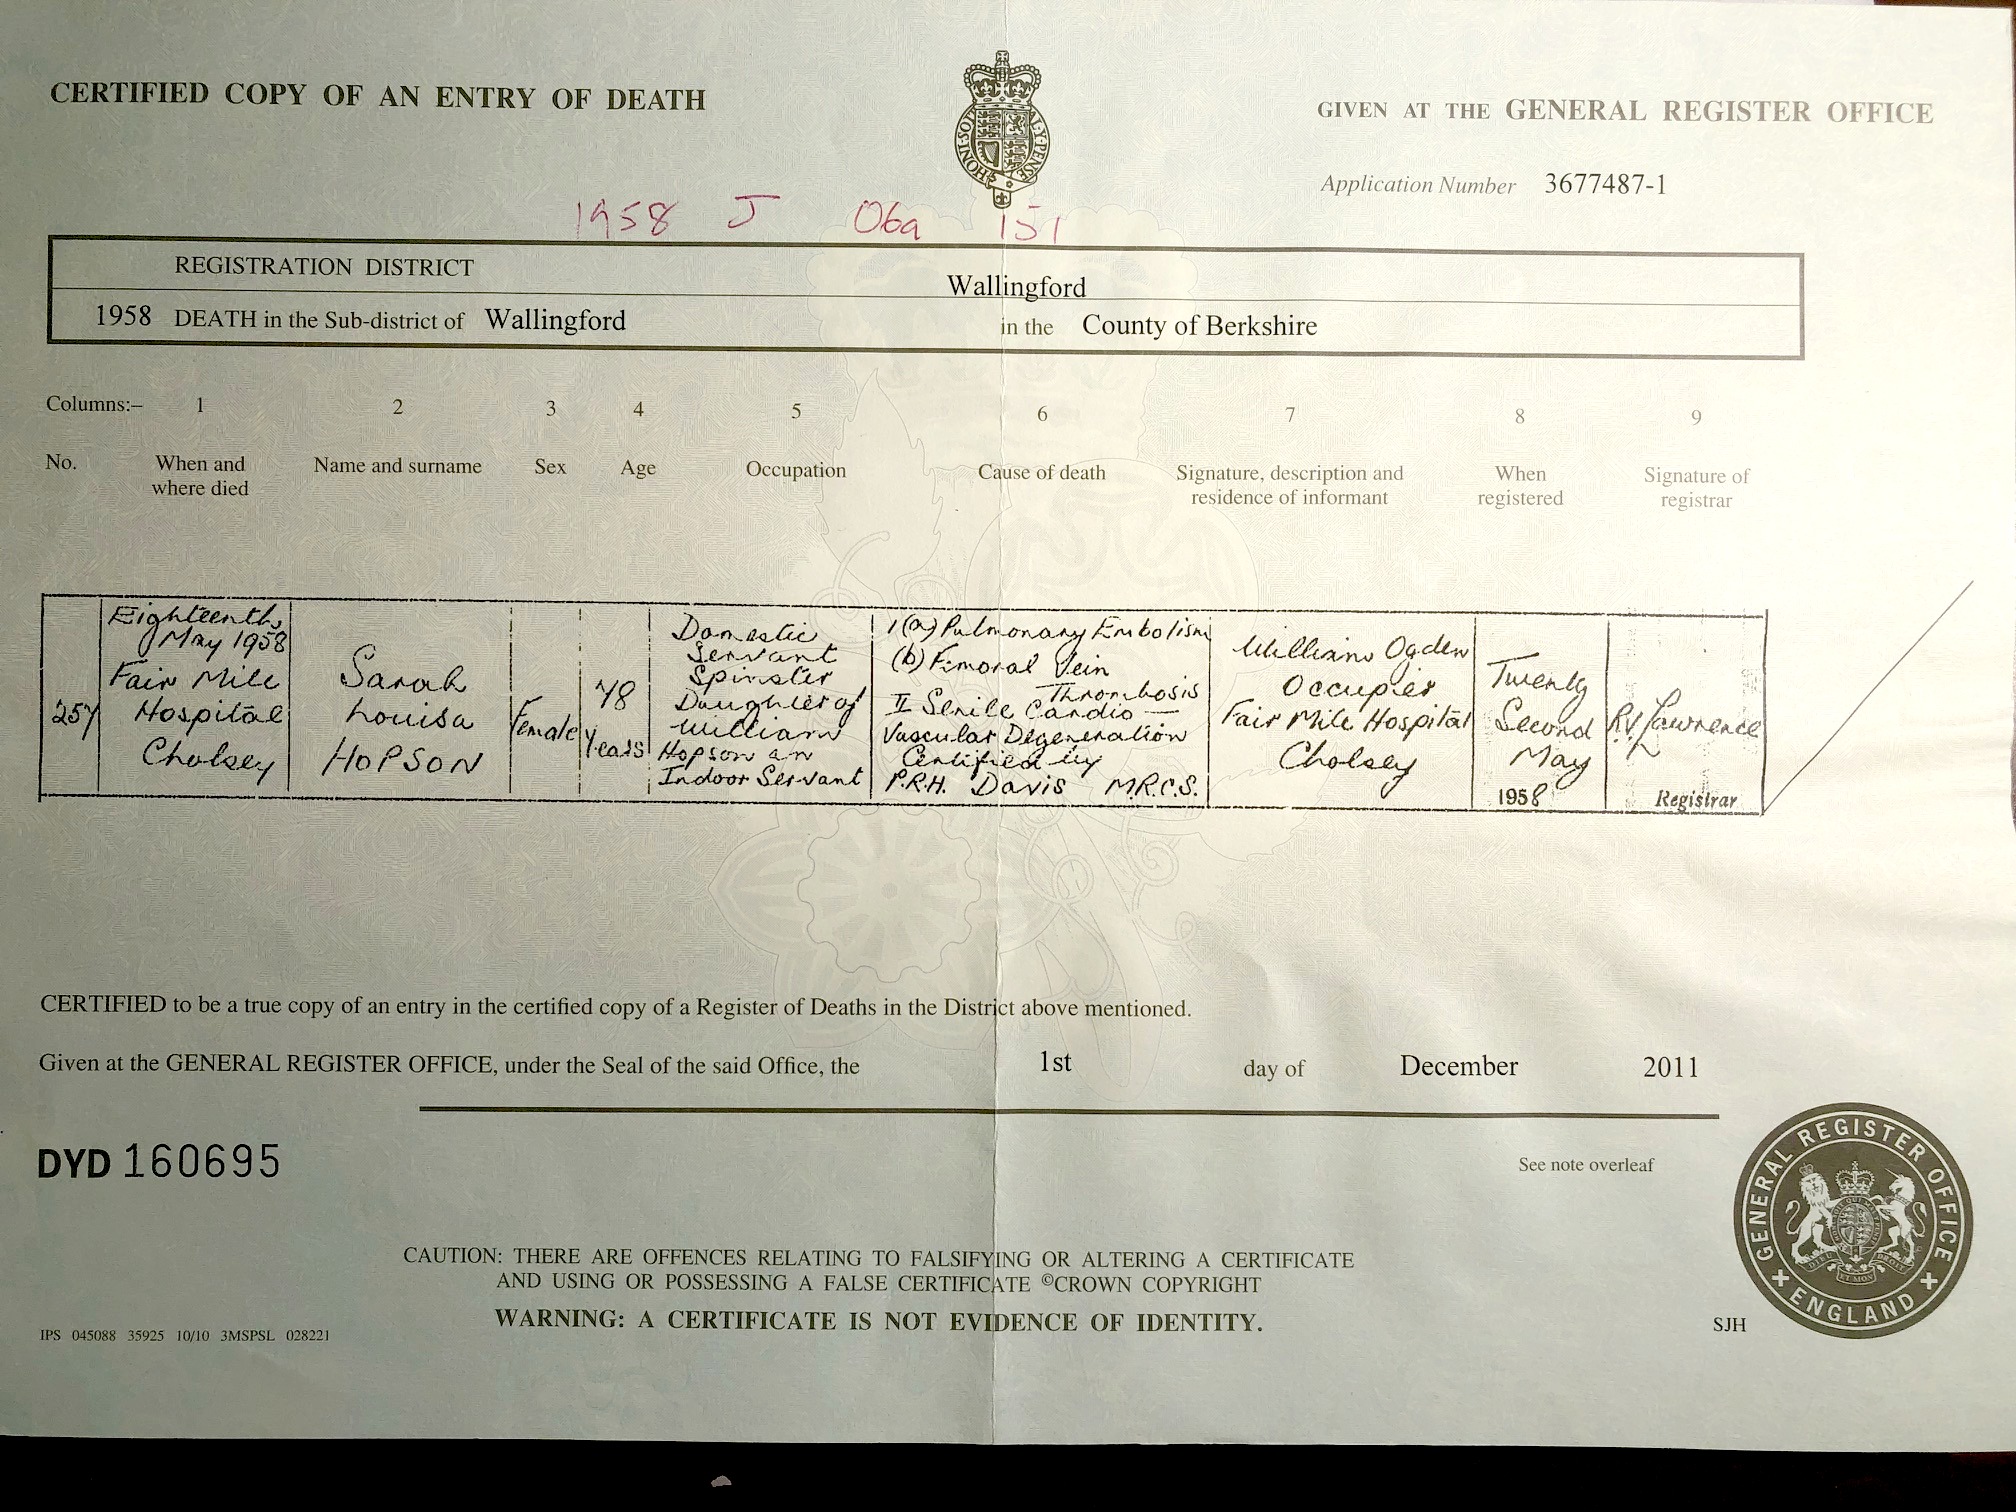 CERTIFIED COPY OF AN ENTRY OF DEATH
HONI SOIT QUI MAL Y PENSE
GIVEN AT THE GENERAL REGISTER OFFICE
Application Number 3677487-1
1958 J 06a 151
REGISTRATION DISTRICT Wallingford
1958 DEATH in the Sub-district of Wallingford in the County of Berkshire
Columns:– 1 2 3 4 5 6 7 8 9
No.
When and
where died
Name and surname
Sex
Age
Occupation
Cause of death
Signature, description and
residence of informant
When
registered
Signature of
registrar
257
Eighteenth
May 1958
Fair Mile
Hospital
Cholsey
Sarah
Louisa
HOPSON
Female
78
Years
Domestic
Servant
Spinster
Daughter of
William
Hopson an
Indoor Servant
1(a) Pulmonary Embolism
(b) Femoral Vein
Thrombosis
II Senile Cardio –
Vascular Degeneration
Certified by
P.R.H. Davis M.R.C.S.
William Ogden
Occupier
Fair Mile Hospital
Cholsey
Twenty
Second
May
1958
R.V. Lawrence
Registrar
CERTIFIED to be a true copy of an entry in the certified copy of a Register of Deaths in the District above mentioned.
Given at the GENERAL REGISTER OFFICE, under the Seal of the said Office, the 1st day of December 2011
DYD 160695
See note overleaf
GENERAL REGISTER OFFICE
ENGLAND
CAUTION: THERE ARE OFFENCES RELATING TO FALSIFYING OR ALTERING A CERTIFICATE
AND USING OR POSSESSING A FALSE CERTIFICATE ©CROWN COPYRIGHT
WARNING: A CERTIFICATE IS NOT EVIDENCE OF IDENTITY.
IPS 045088 35925 10/10 3MSPSL 028221
SJH